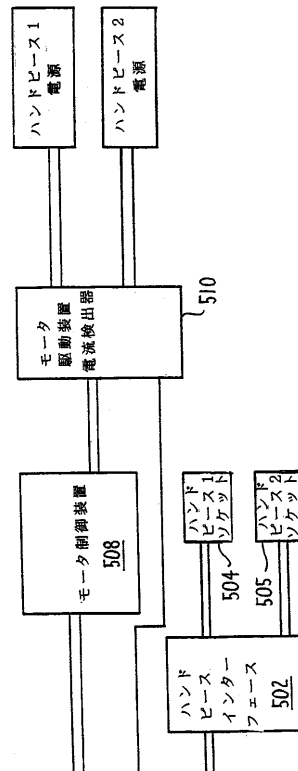 ハンドピース1
電源
ハンドピース2
電源
モータ
駆動装置
電流検出器
510
モータ制御装置
508
ハンド
ピース1
ソケット
504
ハンド
ピース2
ソケット
505
ハンド
ピース
インター
フェース
502